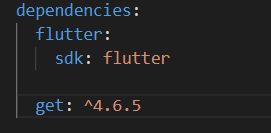 dependencies:
  flutter:
    sdk: flutter

  get: ^4.6.5